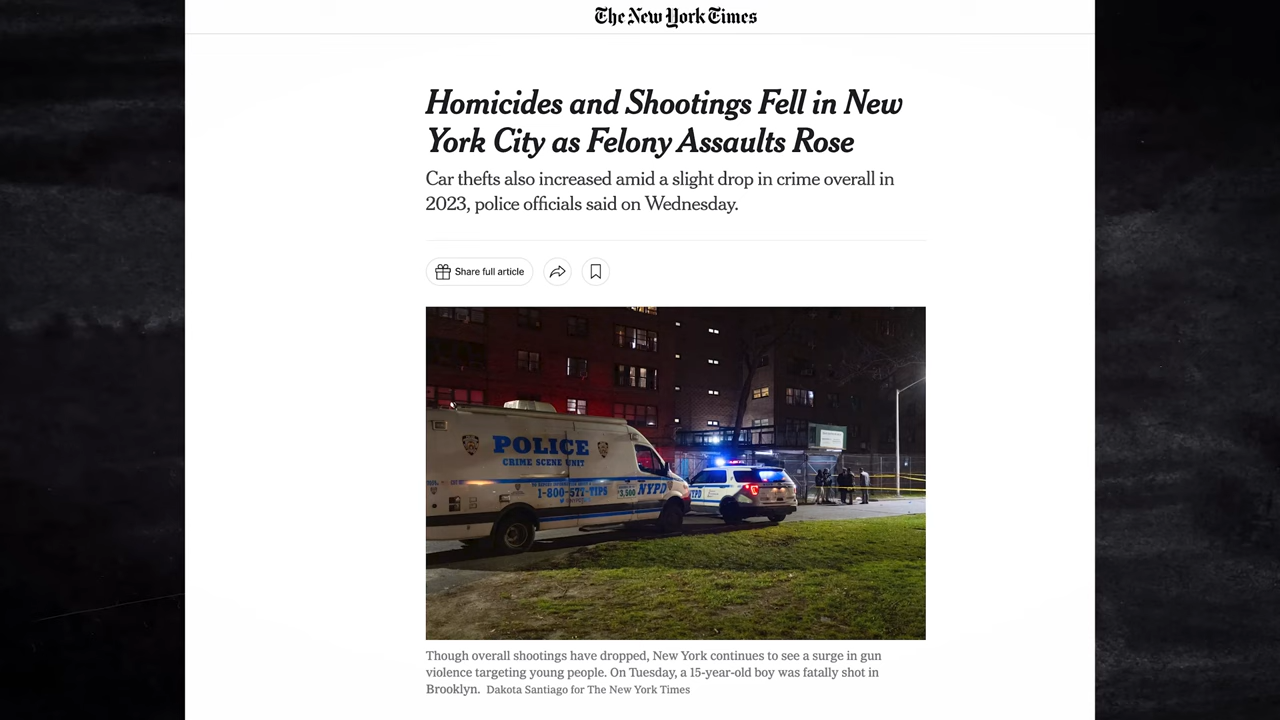 The New York Times
Homicides and Shootings Fell in New
York City as Felony Assaults Rose
Car thefts also increased amid a slight drop in crime overall in
2023, police officials said on Wednesday.
Share full article
POLICE
CRIME SCENE UNIT
1-800-577-TIPS
$3,500
NYPD
Though overall shootings have dropped, New York continues to see a surge in gun
violence targeting young people. On Tuesday, a 15-year-old boy was fatally shot in
Brooklyn. Dakota Santiago for The New York Times